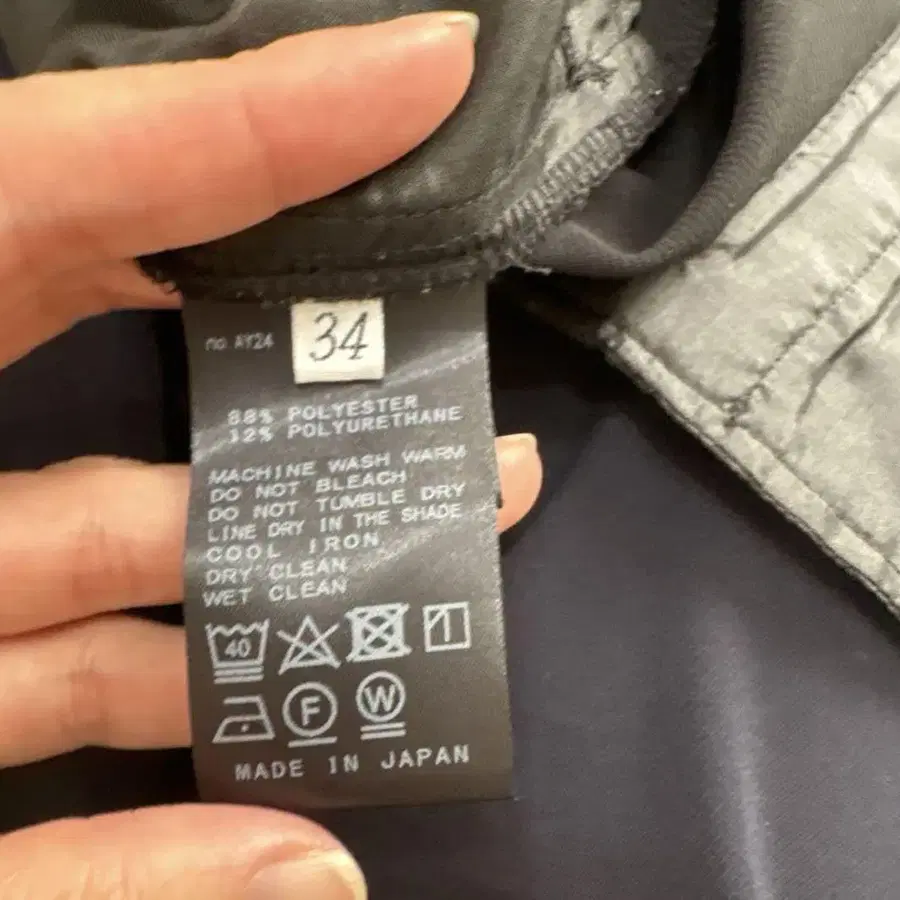 no. AY24
34
88% POLYESTER
12% POLYURETHANE
MACHINE WASH WARM
DO NOT BLEACH
DO NOT TUMBLE DRY
LINE DRY IN THE SHADE
COOL IRON
DRY CLEAN
WET CLEAN
40
F W
MADE IN JAPAN